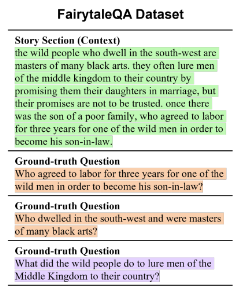 FairytaleQA Dataset
Story Section (Context)
the wild people who dwell in the south-west are
masters of many black arts. they often lure men
of the middle kingdom to their country by
promising them their daughters in marriage, but
their promises are not to be trusted. once there
was the son of a poor family, who agreed to labor
for three years for one of the wild men in order to
become his son-in-law.
Ground-truth Question
Who agreed to labor for three years for one of the
wild men in order to become his son-in-law?
Ground-truth Question
Who dwelled in the south-west and were masters
of many black arts?
Ground-truth Question
What did the wild people do to lure men of the
Middle Kingdom to their country?